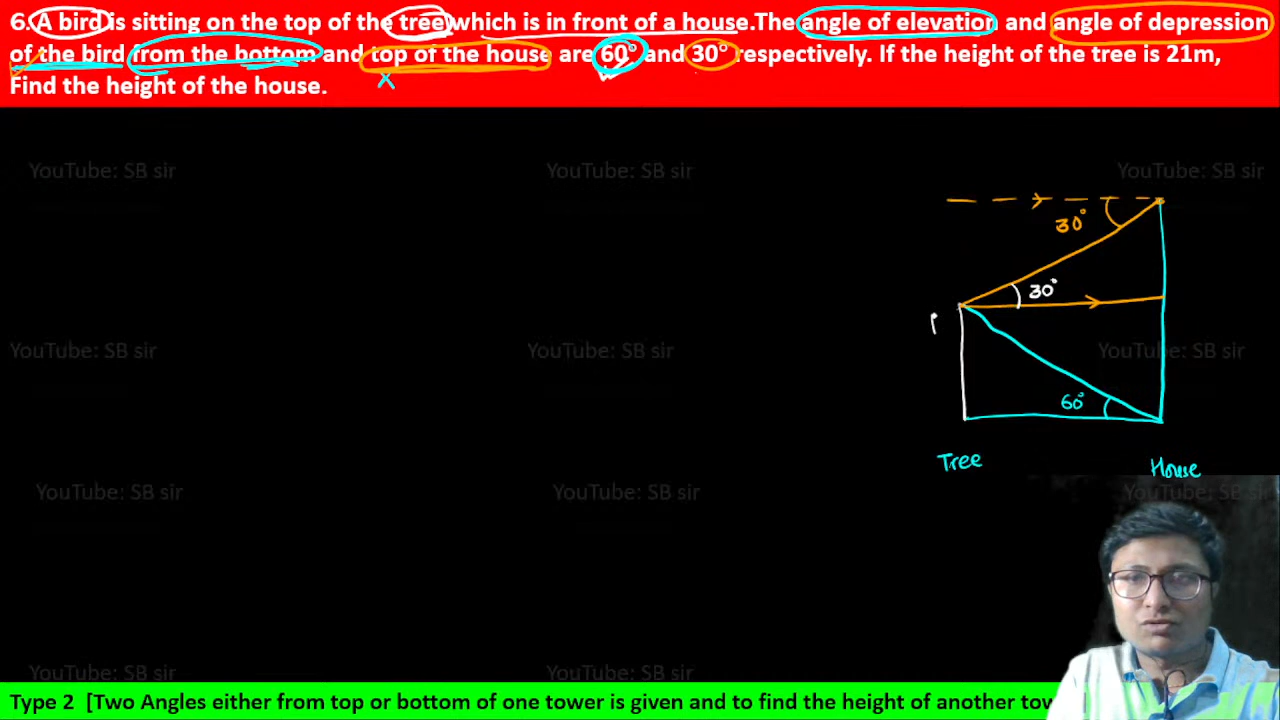 6. A bird is sitting on the top of the tree which is in front of a house.The angle of elevation and angle of depression
of the bird from the bottom and top of the house are 60° and 30° respectively. If the height of the tree is 21m,
Find the height of the house.
YouTube: SB sir YouTube: SB sir YouTube: SB sir
30°
30°
YouTube: SB sir YouTube: SB sir YouTube: SB sir
60°
Tree House
YouTube: SB sir YouTube: SB sir YouTube: SB sir
YouTube: SB sir YouTube: SB sir
Type 2 [Two Angles either from top or bottom of one tower is given and to find the height of another